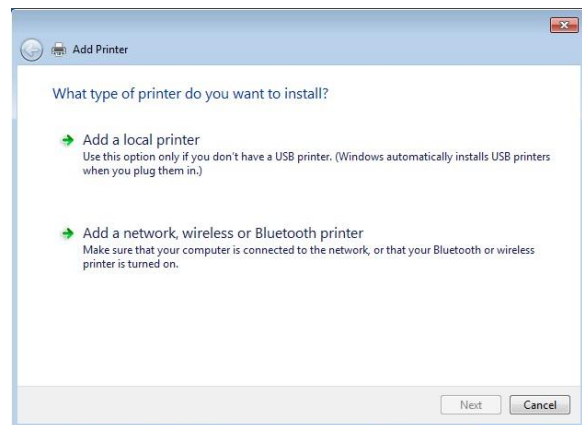 Add Printer
What type of printer do you want to install?
Add a local printer
Use this option only if you don't have a USB printer. (Windows automatically installs USB printers
when you plug them in.)
Add a network, wireless or Bluetooth printer
Make sure that your computer is connected to the network, or that your Bluetooth or wireless
printer is turned on.
Next Cancel